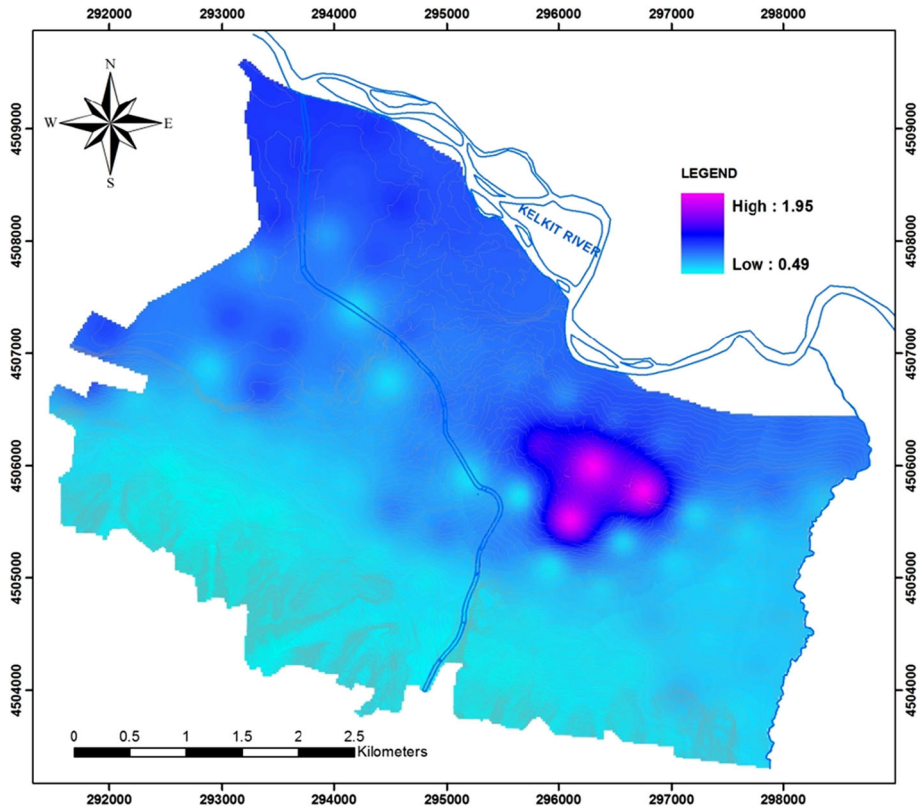 292000 293000 294000 295000 296000 297000 298000
N
W E
S
4509000 4509000
LEGEND
High : 1.95
Low : 0.49
KELKIT RIVER
4508000 4508000
4507000 4507000
4506000 4506000
4505000 4505000
4504000 4504000
0 0.5 1 1.5 2 2.5
Kilometers
292000 293000 294000 295000 296000 297000 298000